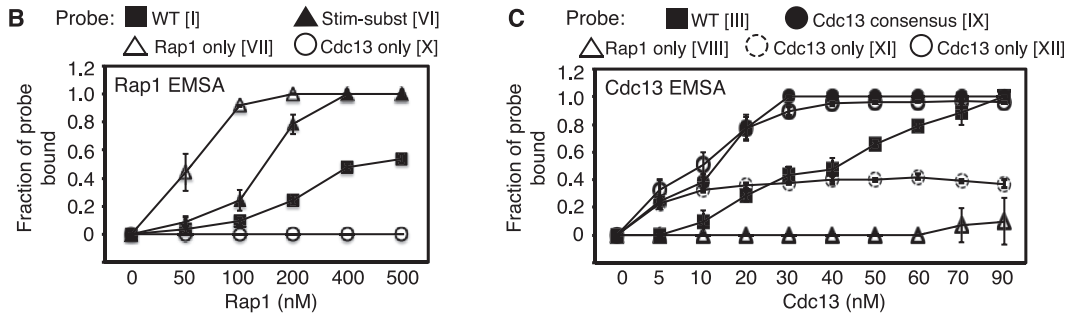 B
Probe: WT [I] Stim-subst [VI]
Rap1 only [VII] Cdc13 only [X]
Rap1 EMSA
Fraction of probe
bound
1.2
1.0
0.8
0.6
0.4
0.2
0
0 50 100 200 400 500
Rap1 (nM)
C
Probe: WT [III] Cdc13 consensus [IX]
Rap1 only [VIII] Cdc13 only [XI] Cdc13 only [XII]
Cdc13 EMSA
Fraction of probe
bound
1.2
1.0
0.8
0.6
0.4
0.2
0
0 5 10 20 30 40 50 60 70 90
Cdc13 (nM)